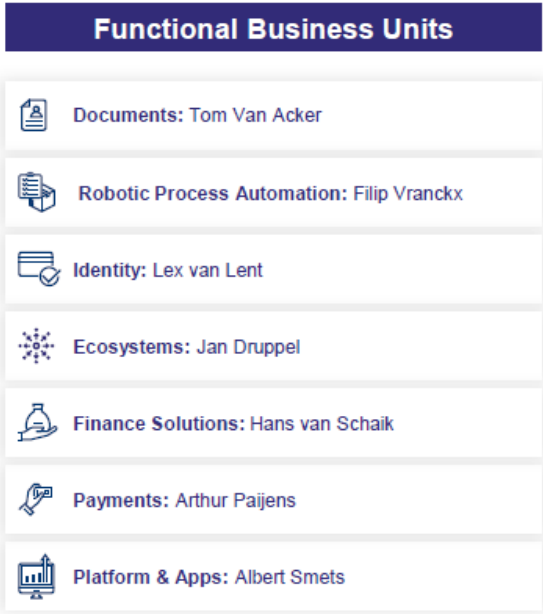 Functional Business Units
Documents: Tom Van Acker
Robotic Process Automation: Filip Vranckx
Identity: Lex van Lent
Ecosystems: Jan Druppel
Finance Solutions: Hans van Schaik
Payments: Arthur Paijens
Platform & Apps: Albert Smets